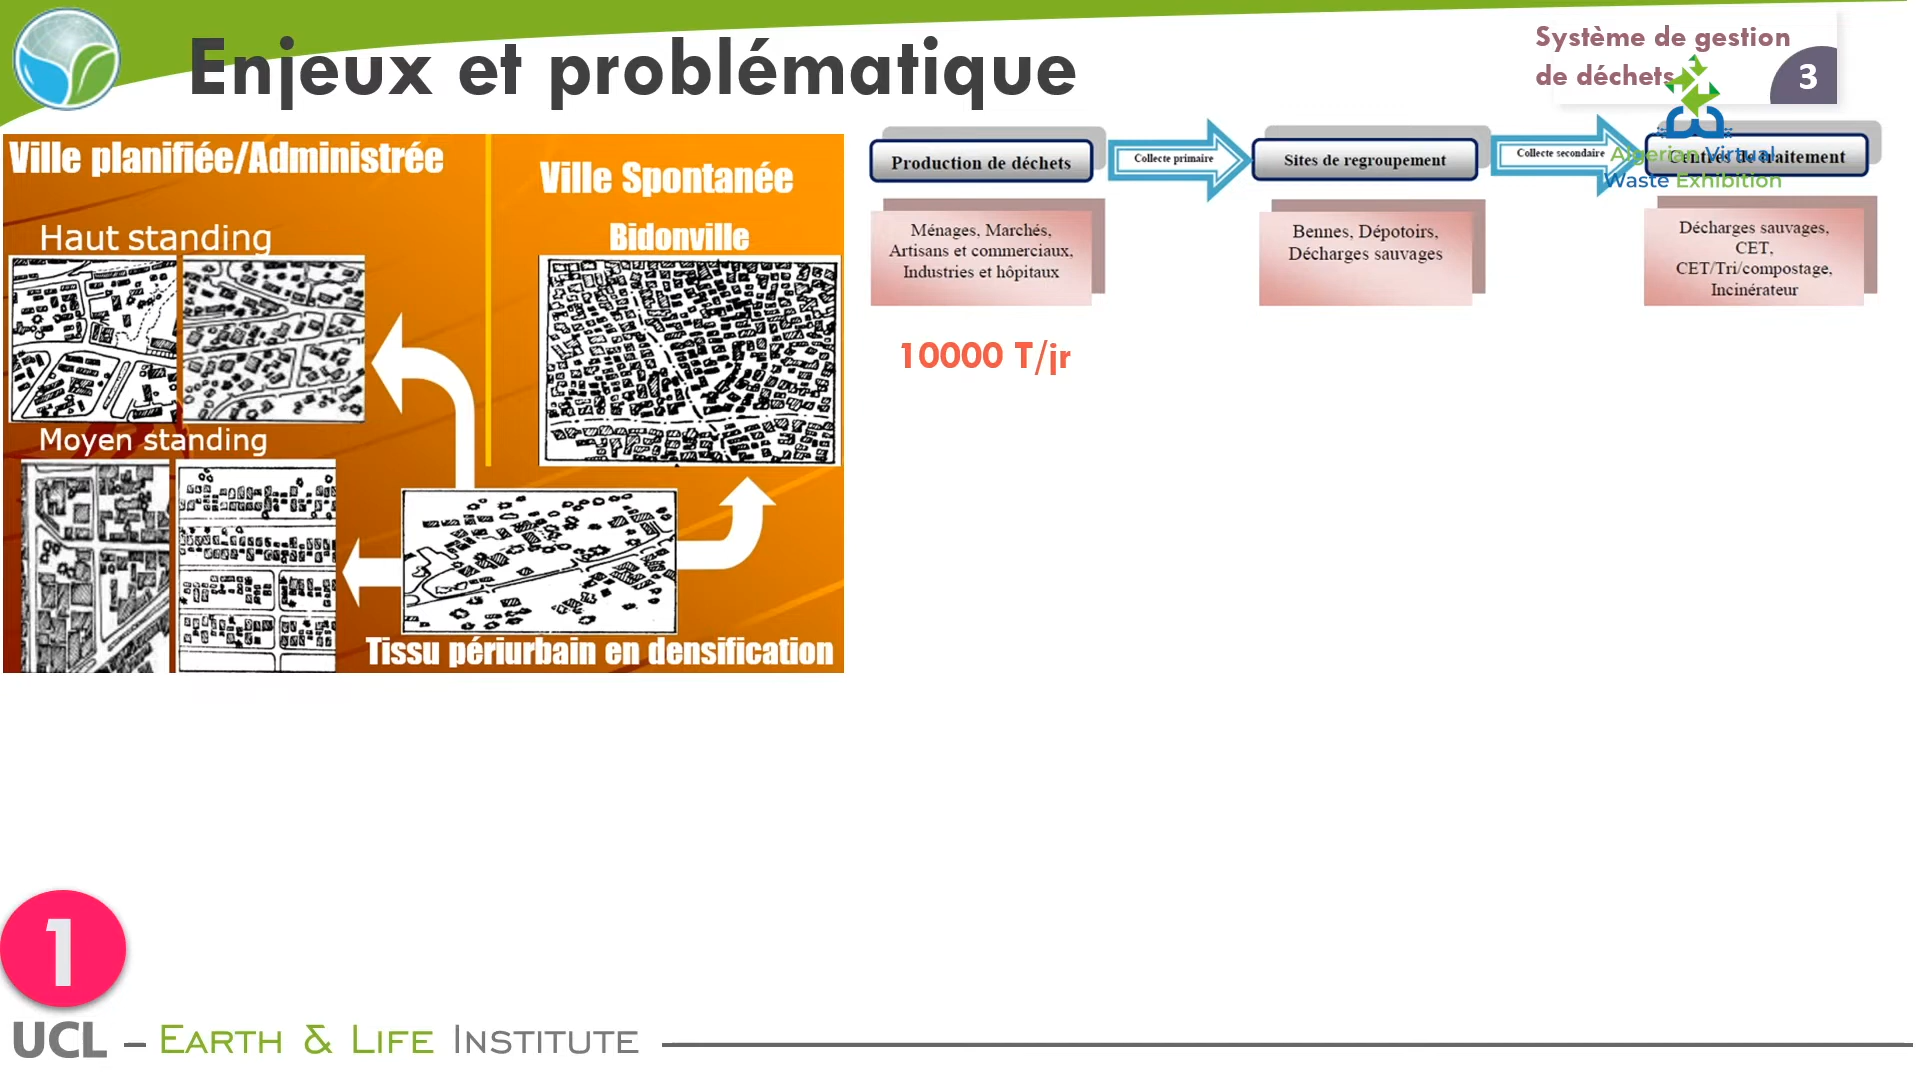 Enjeux et problématique
Système de gestion
de déchets
3
Ville planifiée/Administrée
Ville Spontanée
Haut standing
Bidonville
Moyen standing
Tissu périurbain en densification
Production de déchets
Collecte primaire
Sites de regroupement
Collecte secondaire
Centres de traitement
Algerian Virtual
Waste Exhibition
Ménages, Marchés,
Artisans et commerciaux,
Industries et hôpitaux
Bennes, Dépotoirs,
Décharges sauvages
Décharges sauvages,
CET,
CET/Tri/compostage,
Incinérateur
10000 T/jr
1
UCL – EARTH & LIFE INSTITUTE